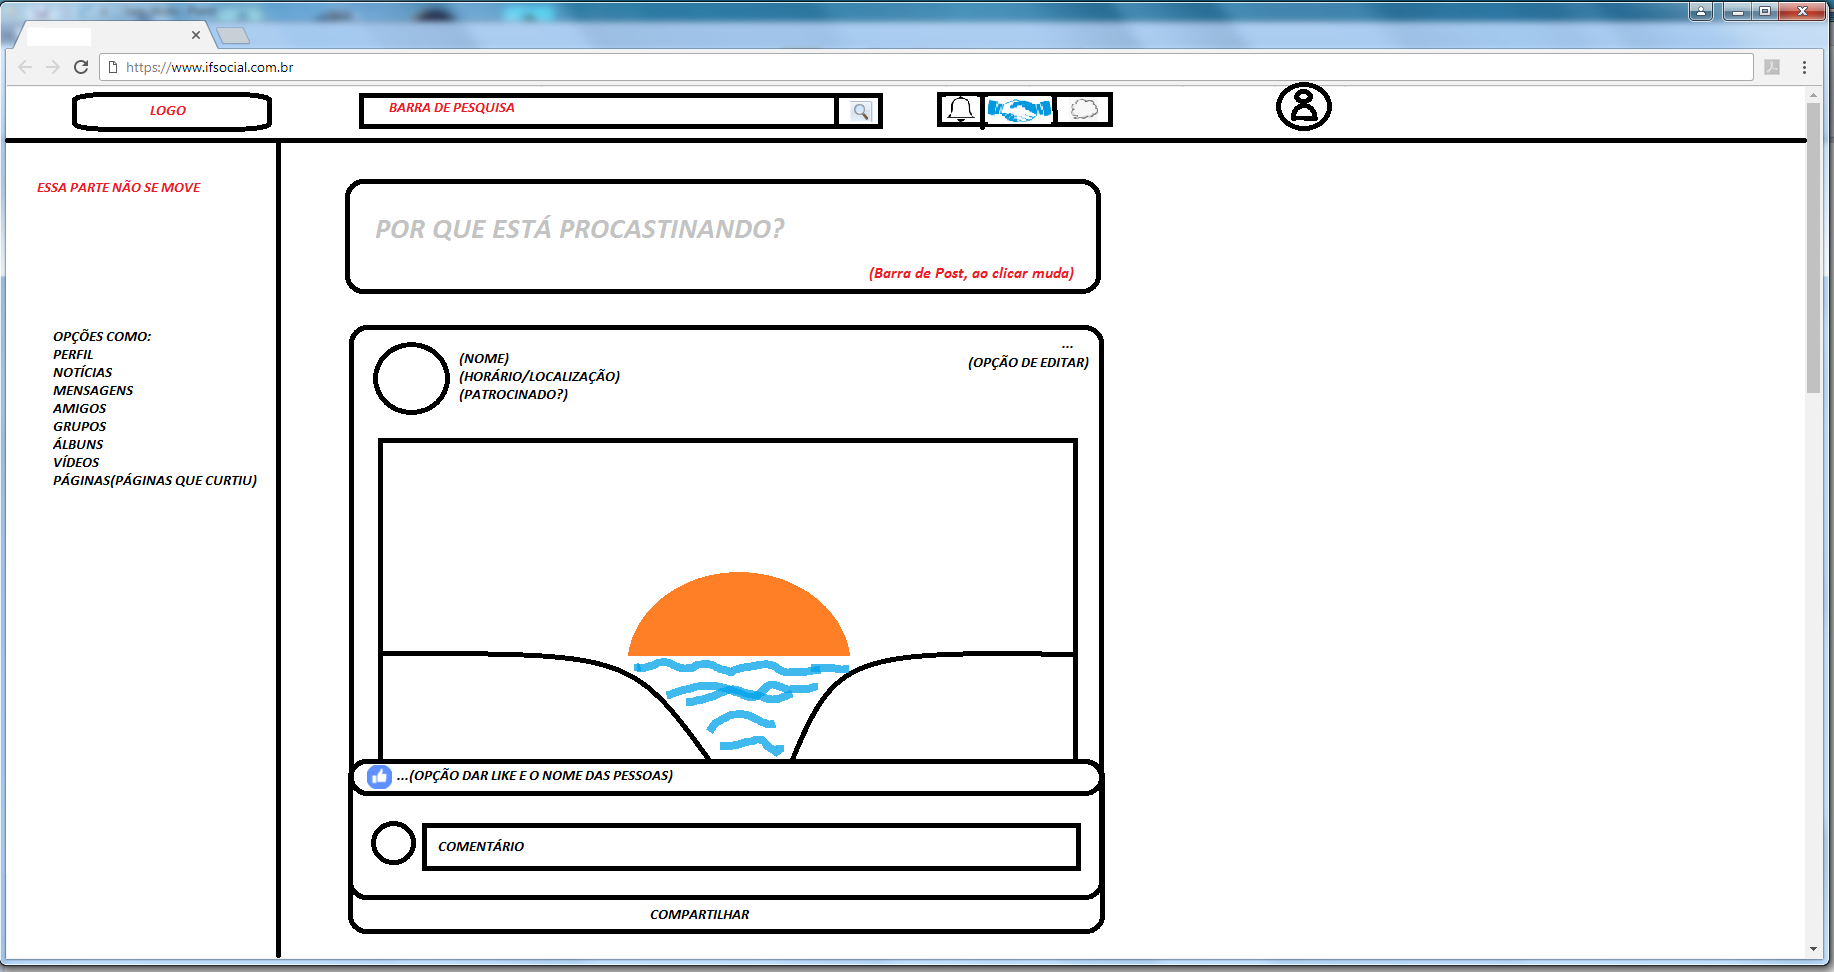 https://www.ifsocial.com.br
LOGO
BARRA DE PESQUISA
ESSA PARTE NÃO SE MOVE
POR QUE ESTÁ PROCASTINANDO?
(Barra de Post, ao clicar muda)
OPÇÕES COMO:
PERFIL
NOTÍCIAS
MENSAGENS
AMIGOS
GRUPOS
ÁLBUNS
VÍDEOS
PÁGINAS(PÁGINAS QUE CURTIU)
(NOME)
(HORÁRIO/LOCALIZAÇÃO)
(PATROCINADO?)
...
(OPÇÃO DE EDITAR)
...(OPÇÃO DAR LIKE E O NOME DAS PESSOAS)
COMENTÁRIO
COMPARTILHAR